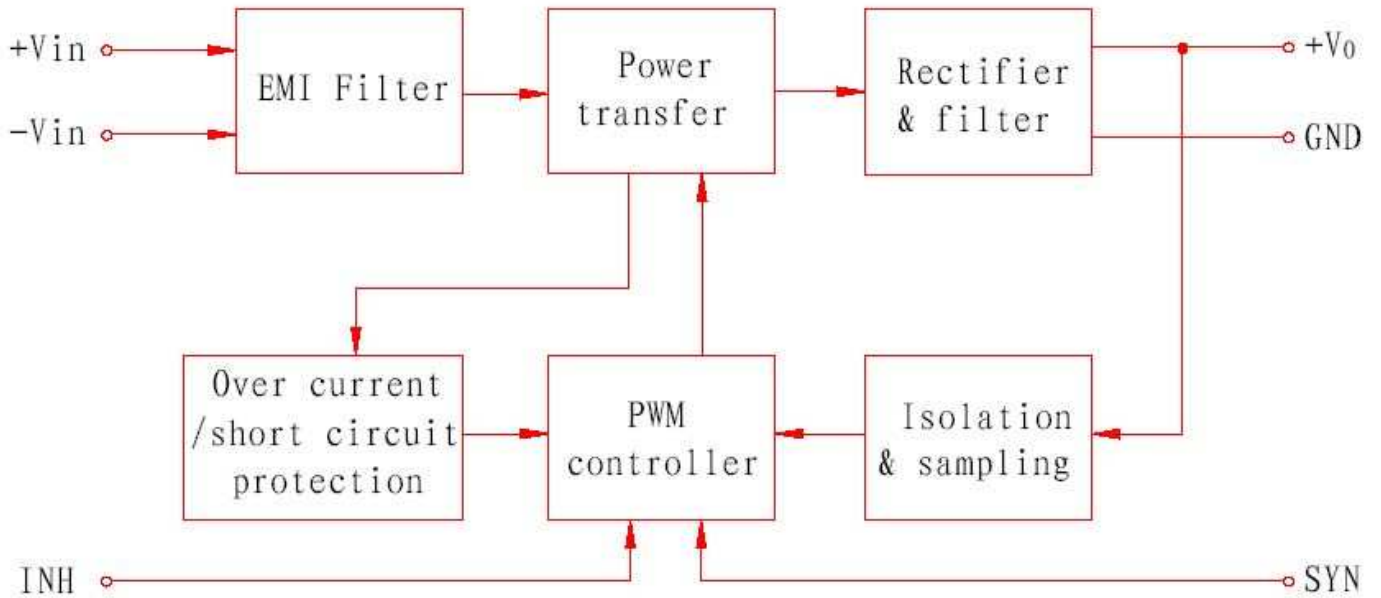 +Vin
-Vin
EMI Filter
Power
transfer
Rectifier
& filter
+V₀
GND
Over current
/short circuit
protection
PWM
controller
Isolation
& sampling
INH
SYN